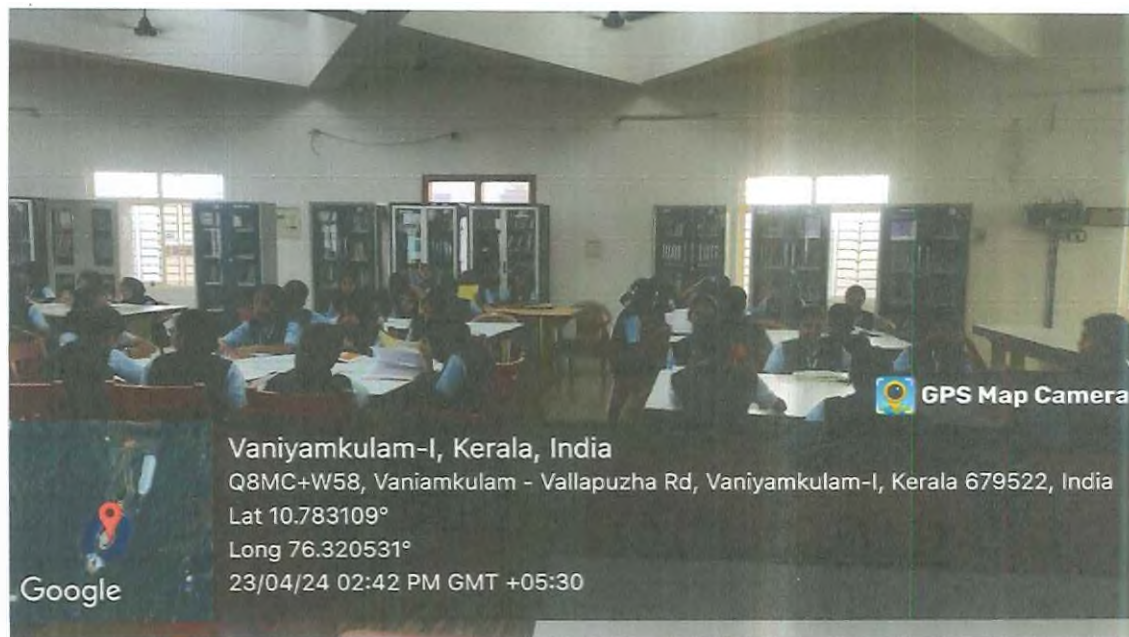 GPS Map Camera
Vaniyamkulam-I, Kerala, India
Q8MC+W58, Vaniamkulam - Vallapuzha Rd, Vaniyamkulam-I, Kerala 679522, India
Lat 10.783109°
Long 76.320531°
23/04/24 02:42 PM GMT +05:30
Google